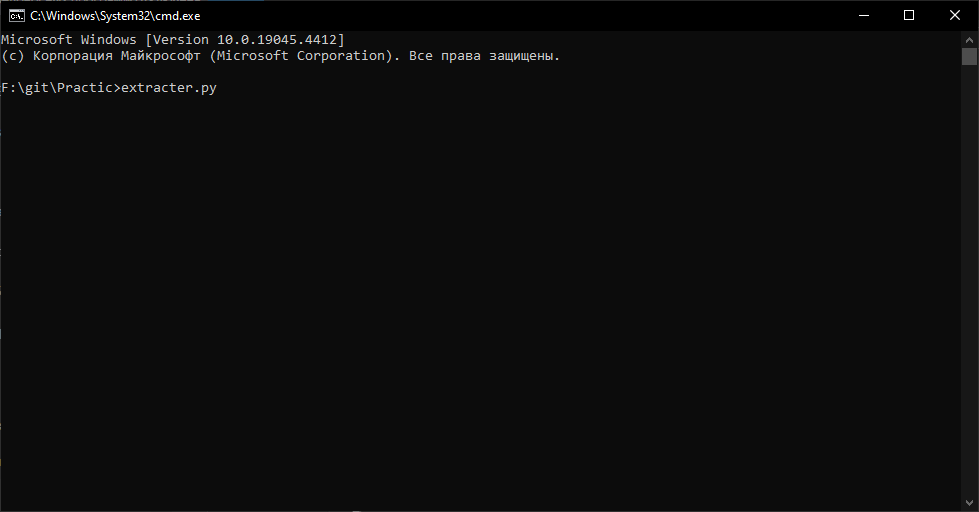 C:\Windows\System32\cmd.exe
Microsoft Windows [Version 10.0.19045.4412]
(c) Корпорация Майкрософт (Microsoft Corporation). Все права защищены.
F:\git\Practic>extracter.py